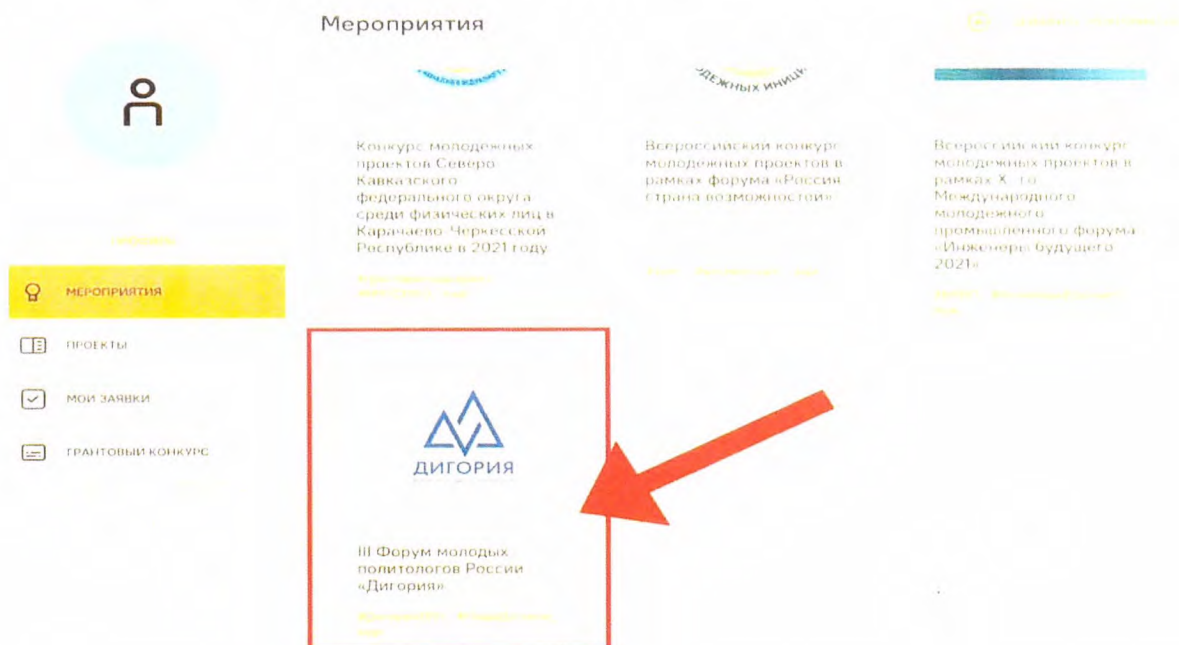 Мероприятия
МЕРОПРИЯТИЯ
ПРОЕКТЫ
МОИ ЗАЯВКИ
ГРАНТОВЫЙ КОНКУРС
Конкурс молодежных
проектов Северо
Кавказского
федерального округа
среди физических лиц в
Карачаево-Черкесской
Республике в 2021 году
ОДЕЖНЫХ ИНИЦИ
Всероссийский конкурс
молодежных проектов в
рамках форума «Россия
страна возможностей»
Всероссийский конкурс
молодежных проектов в
рамках X -го
Международного
молодежного
промышленного форума
«Инженеры будущего
2021»
ДИГОРИЯ
III Форум молодых
политологов России
«Дигория»